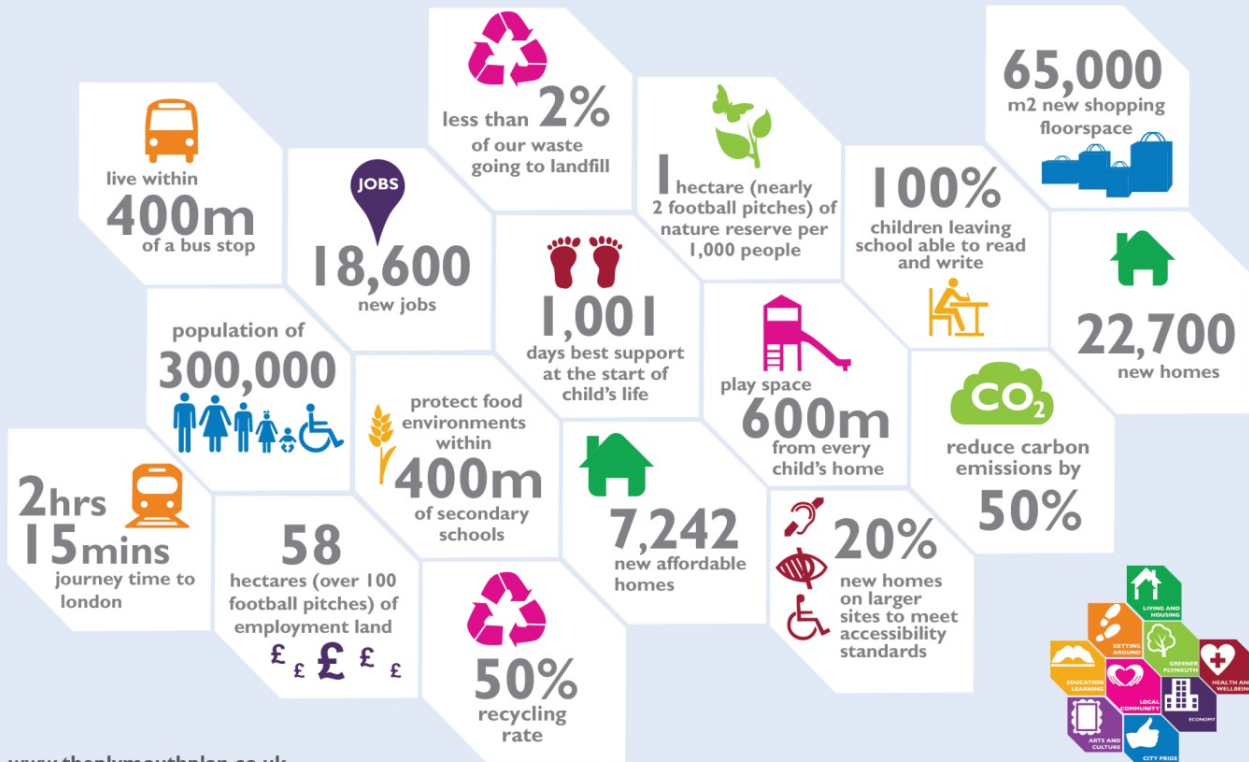 less than 2%
of our waste
going to landfill
65,000
m2 new shopping
floorspace
live within
400m
of a bus stop
JOBS
18,600
new jobs
1 hectare (nearly
2 football pitches) of
nature reserve per
1,000 people
100%
children leaving
school able to read
and write
22,700
new homes
population of
300,000
1,001
days best support
at the start of
child's life
play space
600m
from every
child's home
CO2
reduce carbon
emissions by
50%
protect food
environments
within
400m
of secondary
schools
2hrs
15mins
journey time to
london
58
hectares (over 100
football pitches) of
employment land
£ £ £ £ £
7,242
new affordable
homes
20%
new homes
on larger
sites to meet
accessibility
standards
50%
recycling
rate
LIVING AND
HOUSING
GETTING
AROUND
GREENER
PLYMOUTH
EDUCATION
LEARNING
HEALTH AND
WELLBEING
LOCAL
COMMUNITY
ECONOMY
ARTS AND
CULTURE
CITY PRIDE
www.theplymouthplan.co.uk